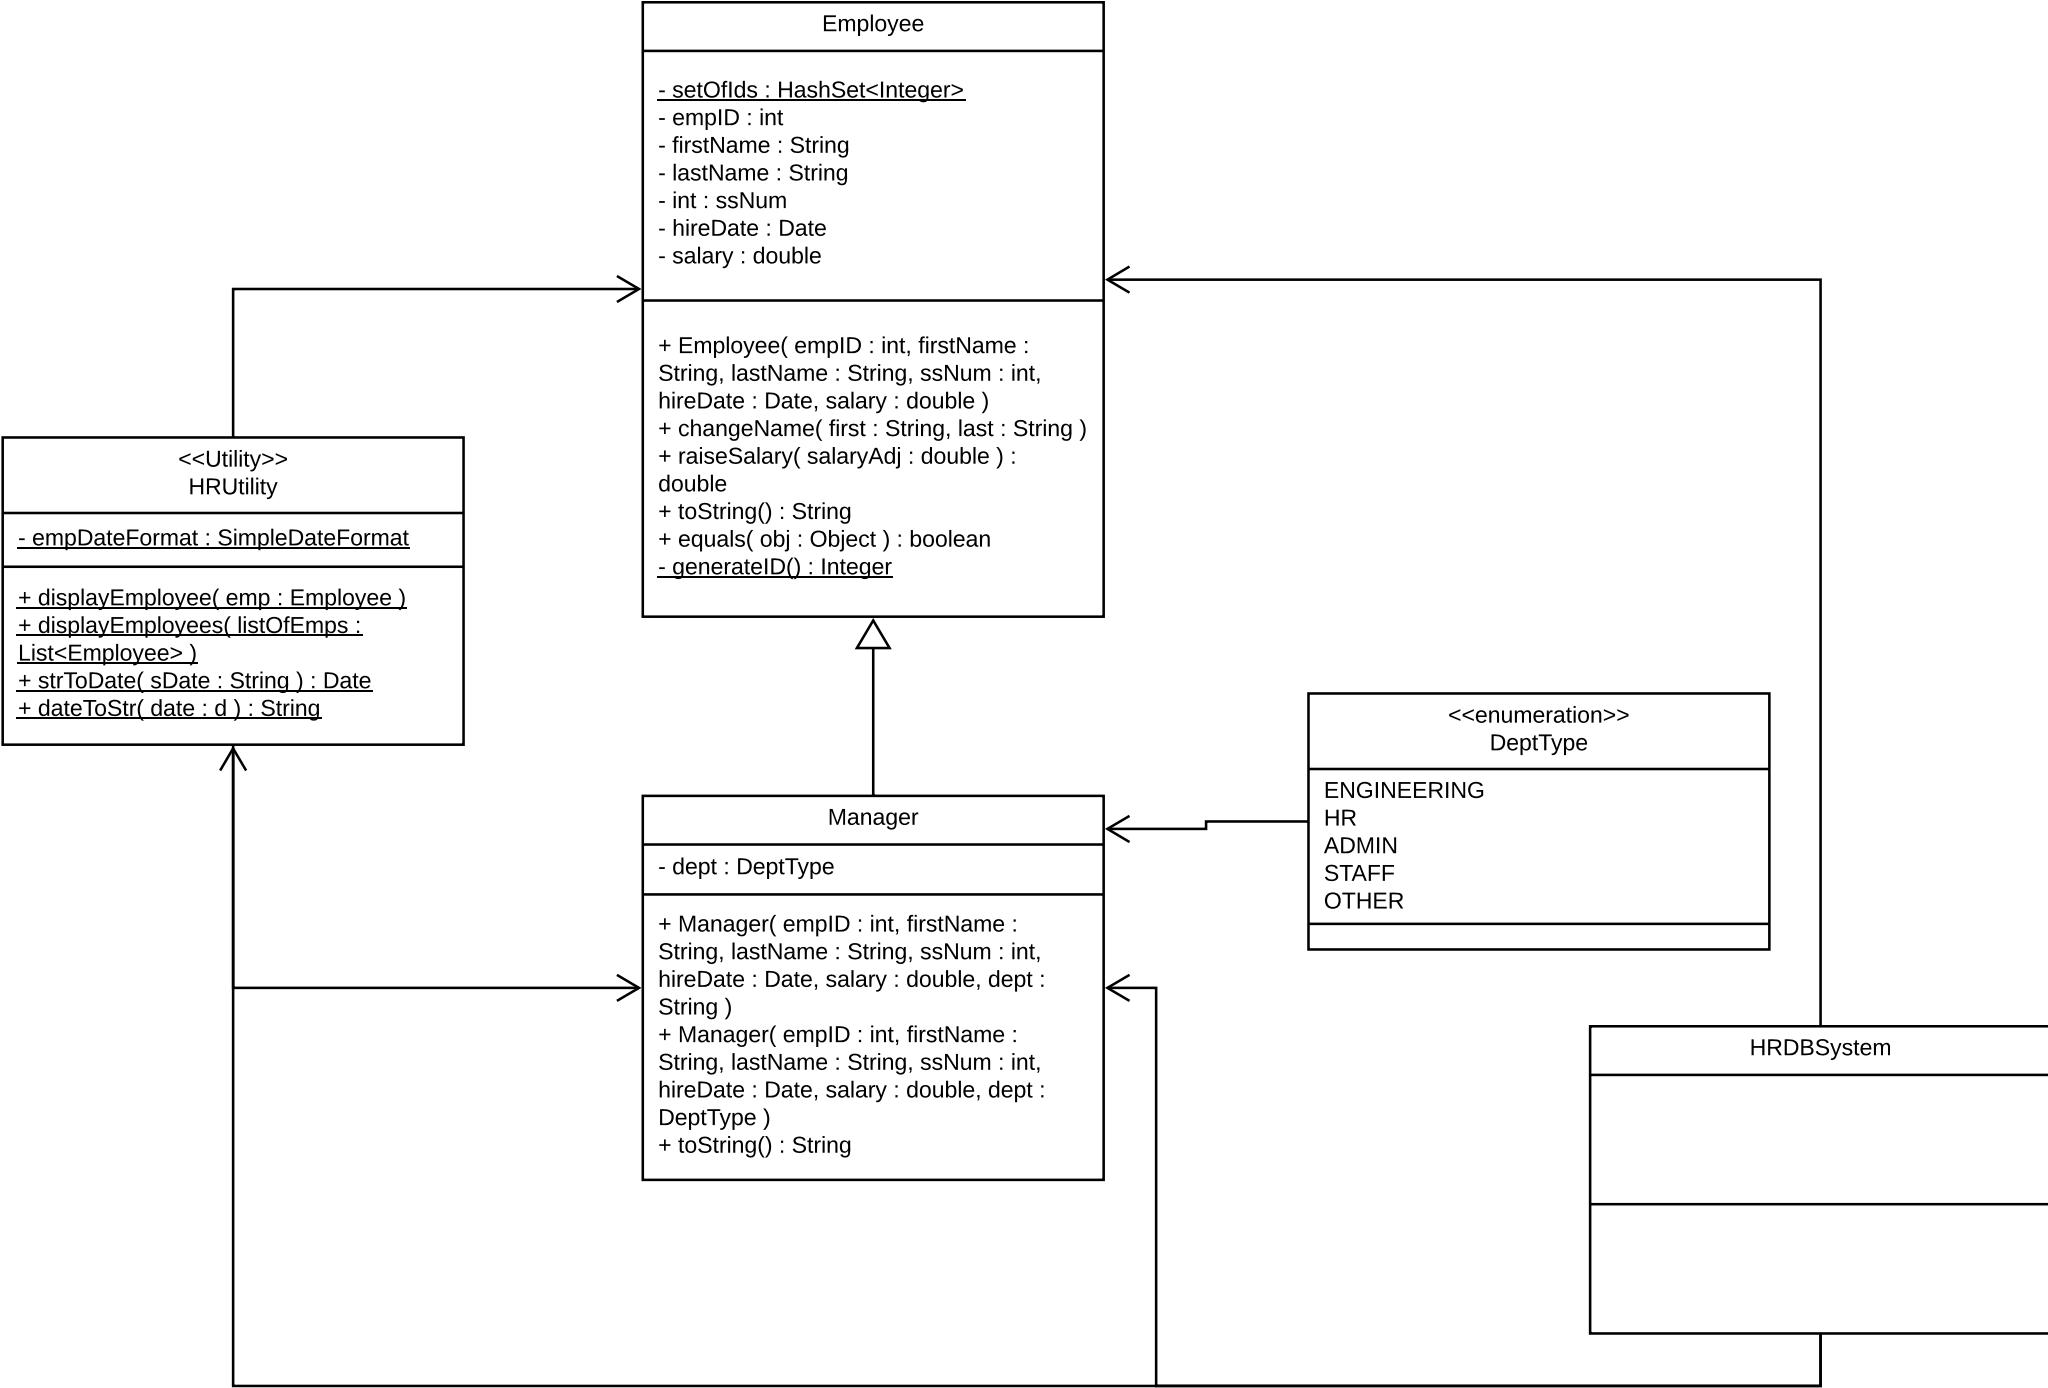 Employee
- setOfIds : HashSet<Integer>
- empID : int
- firstName : String
- lastName : String
- int : ssNum
- hireDate : Date
- salary : double
+ Employee( empID : int, firstName :
String, lastName : String, ssNum : int,
hireDate : Date, salary : double )
+ changeName( first : String, last : String )
+ raiseSalary( salaryAdj : double ) :
double
+ toString() : String
+ equals( obj : Object ) : boolean
- generateID() : Integer
<<Utility>>
HRUtility
- empDateFormat : SimpleDateFormat
+ displayEmployee( emp : Employee )
+ displayEmployees( listOfEmps :
List<Employee> )
+ strToDate( sDate : String ) : Date
+ dateToStr( date : d ) : String
Manager
- dept : DeptType
+ Manager( empID : int, firstName :
String, lastName : String, ssNum : int,
hireDate : Date, salary : double, dept :
String )
+ Manager( empID : int, firstName :
String, lastName : String, ssNum : int,
hireDate : Date, salary : double, dept :
DeptType )
+ toString() : String
<<enumeration>>
DeptType
ENGINEERING
HR
ADMIN
STAFF
OTHER
HRDBSystem